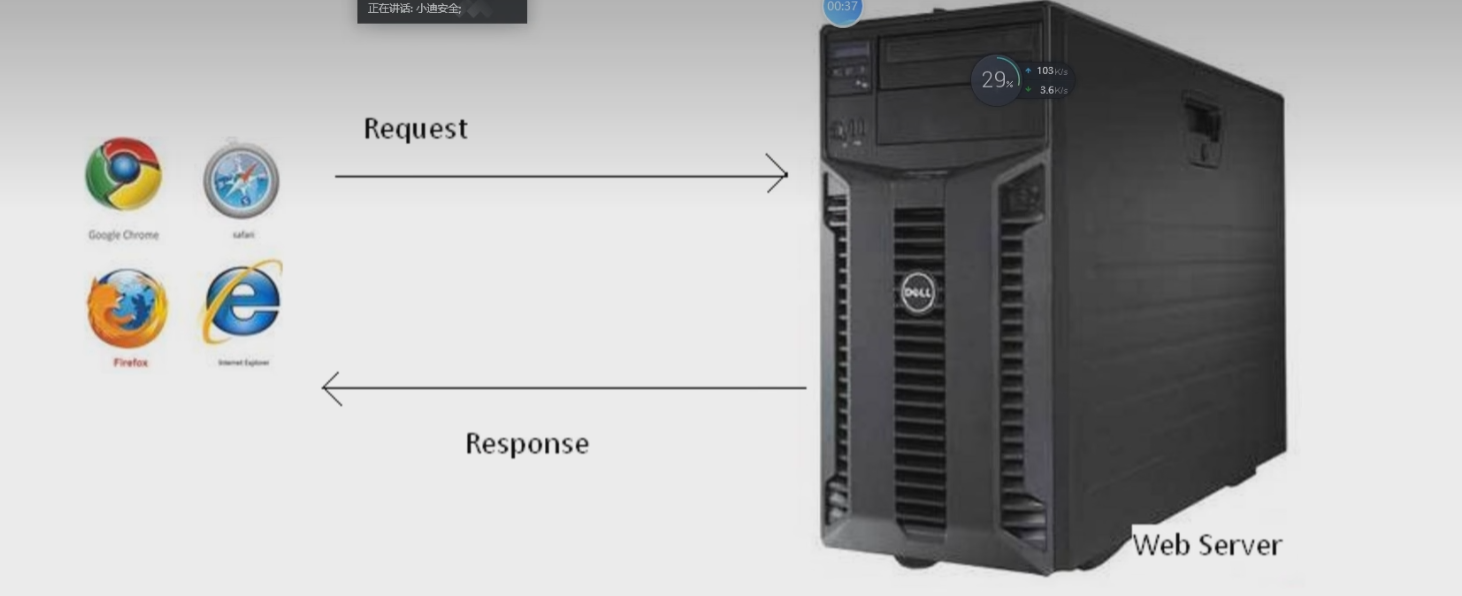 正在讲话: 小迪安全;
00:37
29%
103K/s
3.6K/s
Request
Google Chrome
safari
Firefox
Internet Explorer
DELL
Response
Web Server